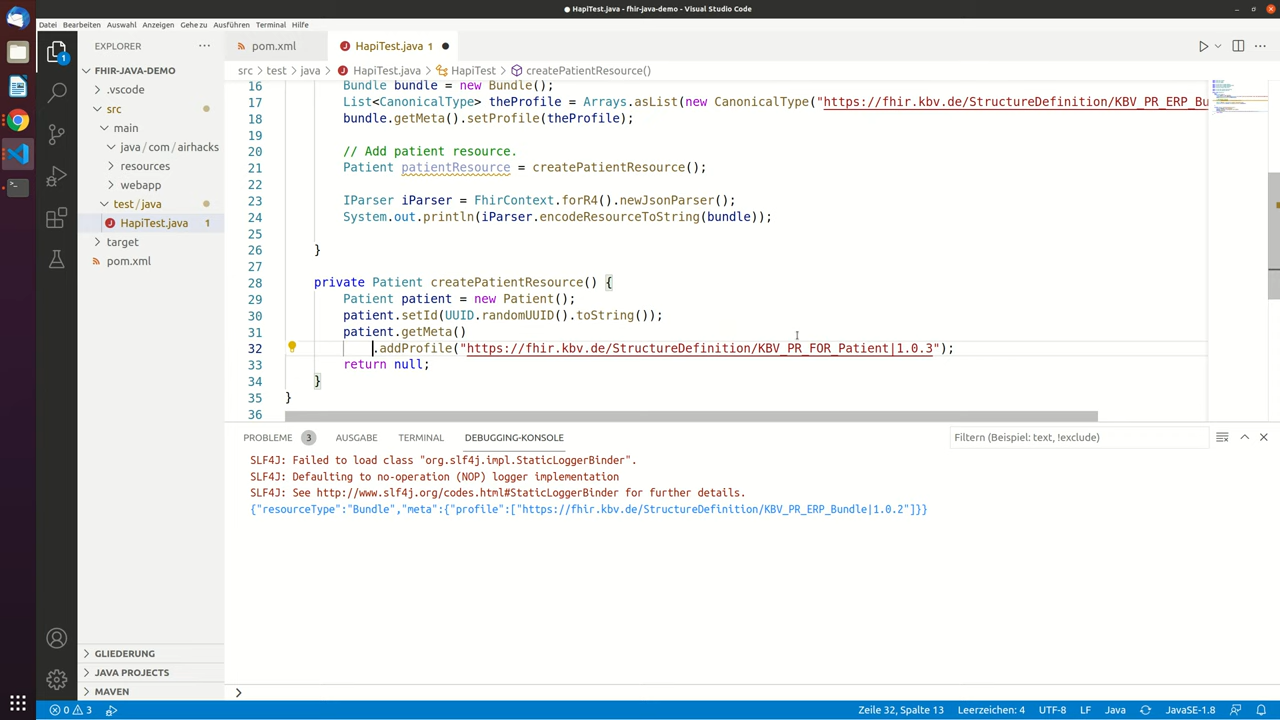 HapiTest.java - fhir-java-demo - Visual Studio Code
Datei Bearbeiten Auswahl Anzeigen Gehe zu Ausführen Terminal Hilfe
EXPLORER
pom.xml
HapiTest.java 1
src > test > java > HapiTest.java > HapiTest > createPatientResource()
FHIR-JAVA-DEMO
.vscode
src
main
java / com / airhacks
resources
webapp
test / java
HapiTest.java 1
target
pom.xml
GLIEDERUNG
JAVA PROJECTS
MAVEN
16 Bundle bundle = new Bundle();
17 List<CanonicalType> theProfile = Arrays.asList(new CanonicalType("https://fhir.kbv.de/StructureDefinition/KBV_PR_ERP_Bu
18 bundle.getMeta().setProfile(theProfile);
19
20 // Add patient resource.
21 Patient patientResource = createPatientResource();
22
23 IParser iParser = FhirContext.forR4().newJsonParser();
24 System.out.println(iParser.encodeResourceToString(bundle));
25
26 }
27
28 private Patient createPatientResource() {
29 Patient patient = new Patient();
30 patient.setId(UUID.randomUUID().toString());
31 patient.getMeta()
32 .addProfile("https://fhir.kbv.de/StructureDefinition/KBV_PR_FOR_Patient|1.0.3");
33 return null;
34 }
35 }
36
PROBLEME 3 AUSGABE TERMINAL DEBUGGING-KONSOLE
Filtern (Beispiel: text, !exclude)
SLF4J: Failed to load class "org.slf4j.impl.StaticLoggerBinder".
SLF4J: Defaulting to no-operation (NOP) logger implementation
SLF4J: See http://www.slf4j.org/codes.html#StaticLoggerBinder for further details.
{"resourceType":"Bundle","meta":{"profile":["https://fhir.kbv.de/StructureDefinition/KBV_PR_ERP_Bundle|1.0.2"]}}
0 3
Zeile 32, Spalte 13 Leerzeichen: 4 UTF-8 LF Java JavaSE-1.8